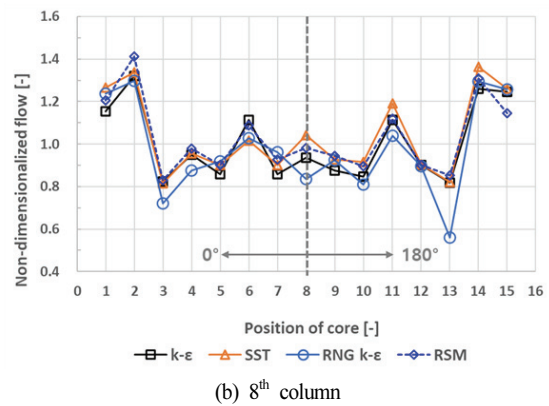 Non-dimensionalized flow [-]
1.6
1.4
1.2
1.0
0.8
0.6
0.4
0° 180°
0 1 2 3 4 5 6 7 8 9 10 11 12 13 14 15 16
Position of core [-]
k-ε SST RNG k-ε RSM
(b) 8th column